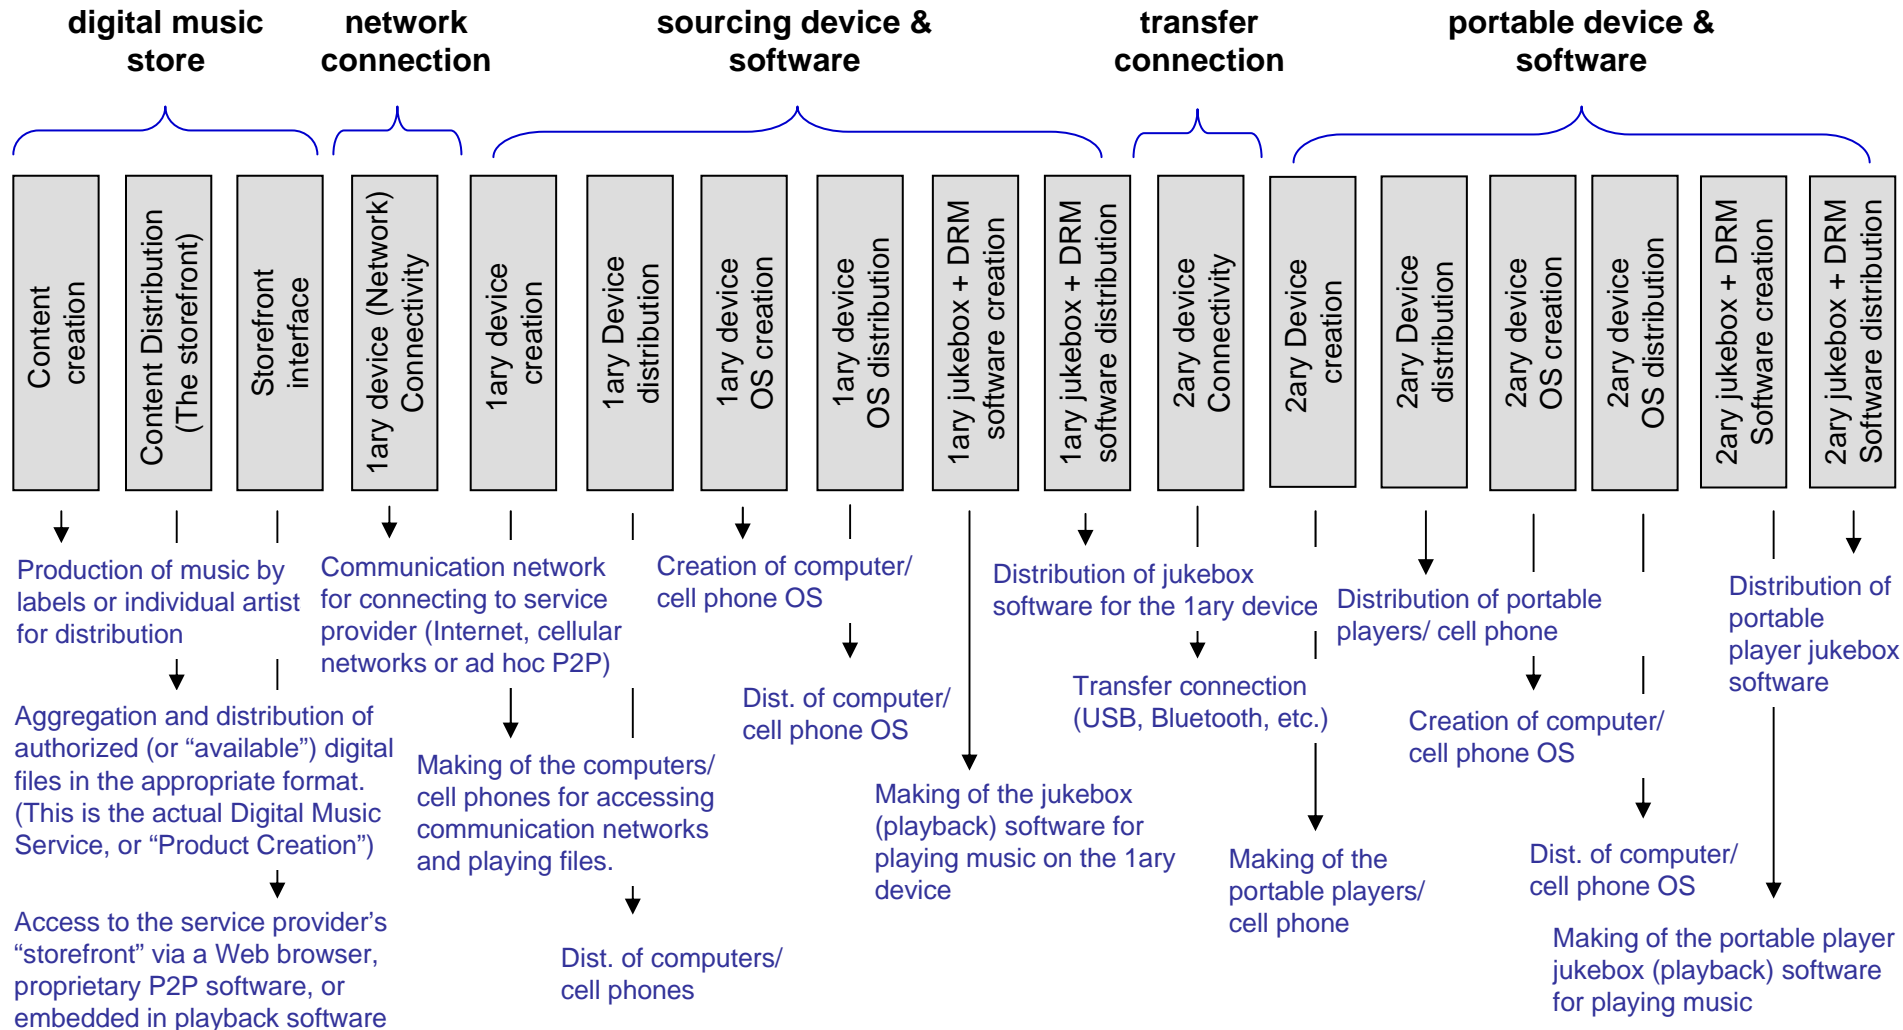 digital music
store
network
connection
sourcing device &
software
transfer
connection
portable device &
software
Content
creation
Content Distribution
(The storefront)
Storefront
interface
1ary device (Network)
Connectivity
1ary device
creation
1ary Device
distribution
1ary device
OS creation
1ary device
OS distribution
1ary jukebox + DRM
software creation
1ary jukebox + DRM
software distribution
2ary device
Connectivity
2ary Device
creation
2ary Device
distribution
2ary device
OS creation
2ary device
OS distribution
2ary jukebox + DRM
Software creation
2ary jukebox + DRM
Software distribution
Production of music by
labels or individual artist
for distribution
Aggregation and distribution of
authorized (or “available”) digital
files in the appropriate format.
(This is the actual Digital Music
Service, or “Product Creation”)
Access to the service provider’s
“storefront” via a Web browser,
proprietary P2P software, or
embedded in playback software
Communication network
for connecting to service
provider (Internet, cellular
networks or ad hoc P2P)
Making of the computers/
cell phones for accessing
communication networks
and playing files.
Dist. of computers/
cell phones
Creation of computer/
cell phone OS
Dist. of computer/
cell phone OS
Making of the jukebox
(playback) software for
playing music on the 1ary
device
Distribution of jukebox
software for the 1ary device
Transfer connection
(USB, Bluetooth, etc.)
Making of the
portable players/
cell phone
Distribution of portable
players/ cell phone
Creation of computer/
cell phone OS
Dist. of computer/
cell phone OS
Making of the portable player
jukebox (playback) software
for playing music
Distribution of
portable
player jukebox
software